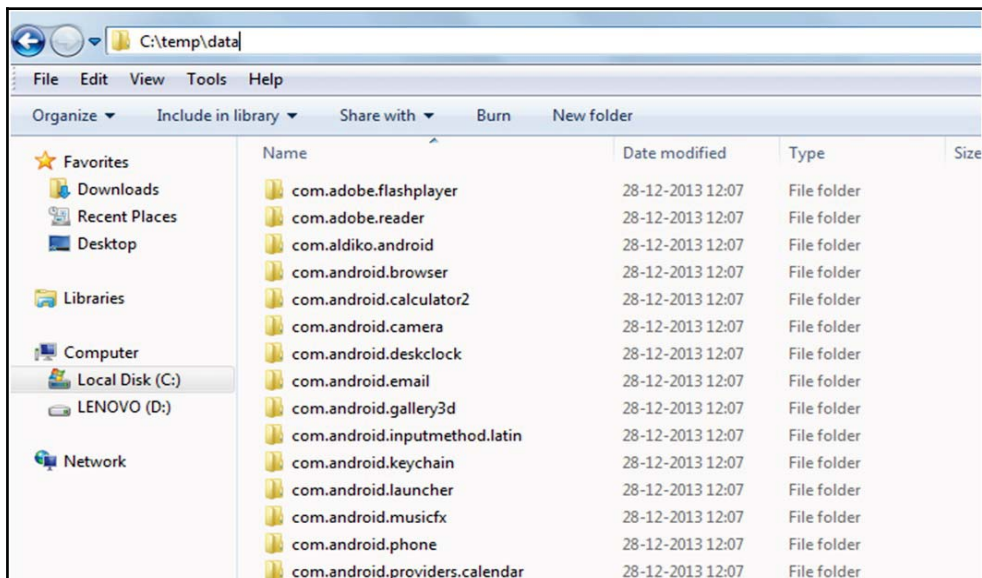 C:\temp\data
File Edit View Tools Help
Organize Include in library Share with Burn New folder
Favorites
Downloads
Recent Places
Desktop
Libraries
Computer
Local Disk (C:)
LENOVO (D:)
Network
Name Date modified Type Size
com.adobe.flashplayer 28-12-2013 12:07 File folder
com.adobe.reader 28-12-2013 12:07 File folder
com.aldiko.android 28-12-2013 12:07 File folder
com.android.browser 28-12-2013 12:07 File folder
com.android.calculator2 28-12-2013 12:07 File folder
com.android.camera 28-12-2013 12:07 File folder
com.android.deskclock 28-12-2013 12:07 File folder
com.android.email 28-12-2013 12:07 File folder
com.android.gallery3d 28-12-2013 12:07 File folder
com.android.inputmethod.latin 28-12-2013 12:07 File folder
com.android.keychain 28-12-2013 12:07 File folder
com.android.launcher 28-12-2013 12:07 File folder
com.android.musicfx 28-12-2013 12:07 File folder
com.android.phone 28-12-2013 12:07 File folder
com.android.providers.calendar 28-12-2013 12:07 File folder